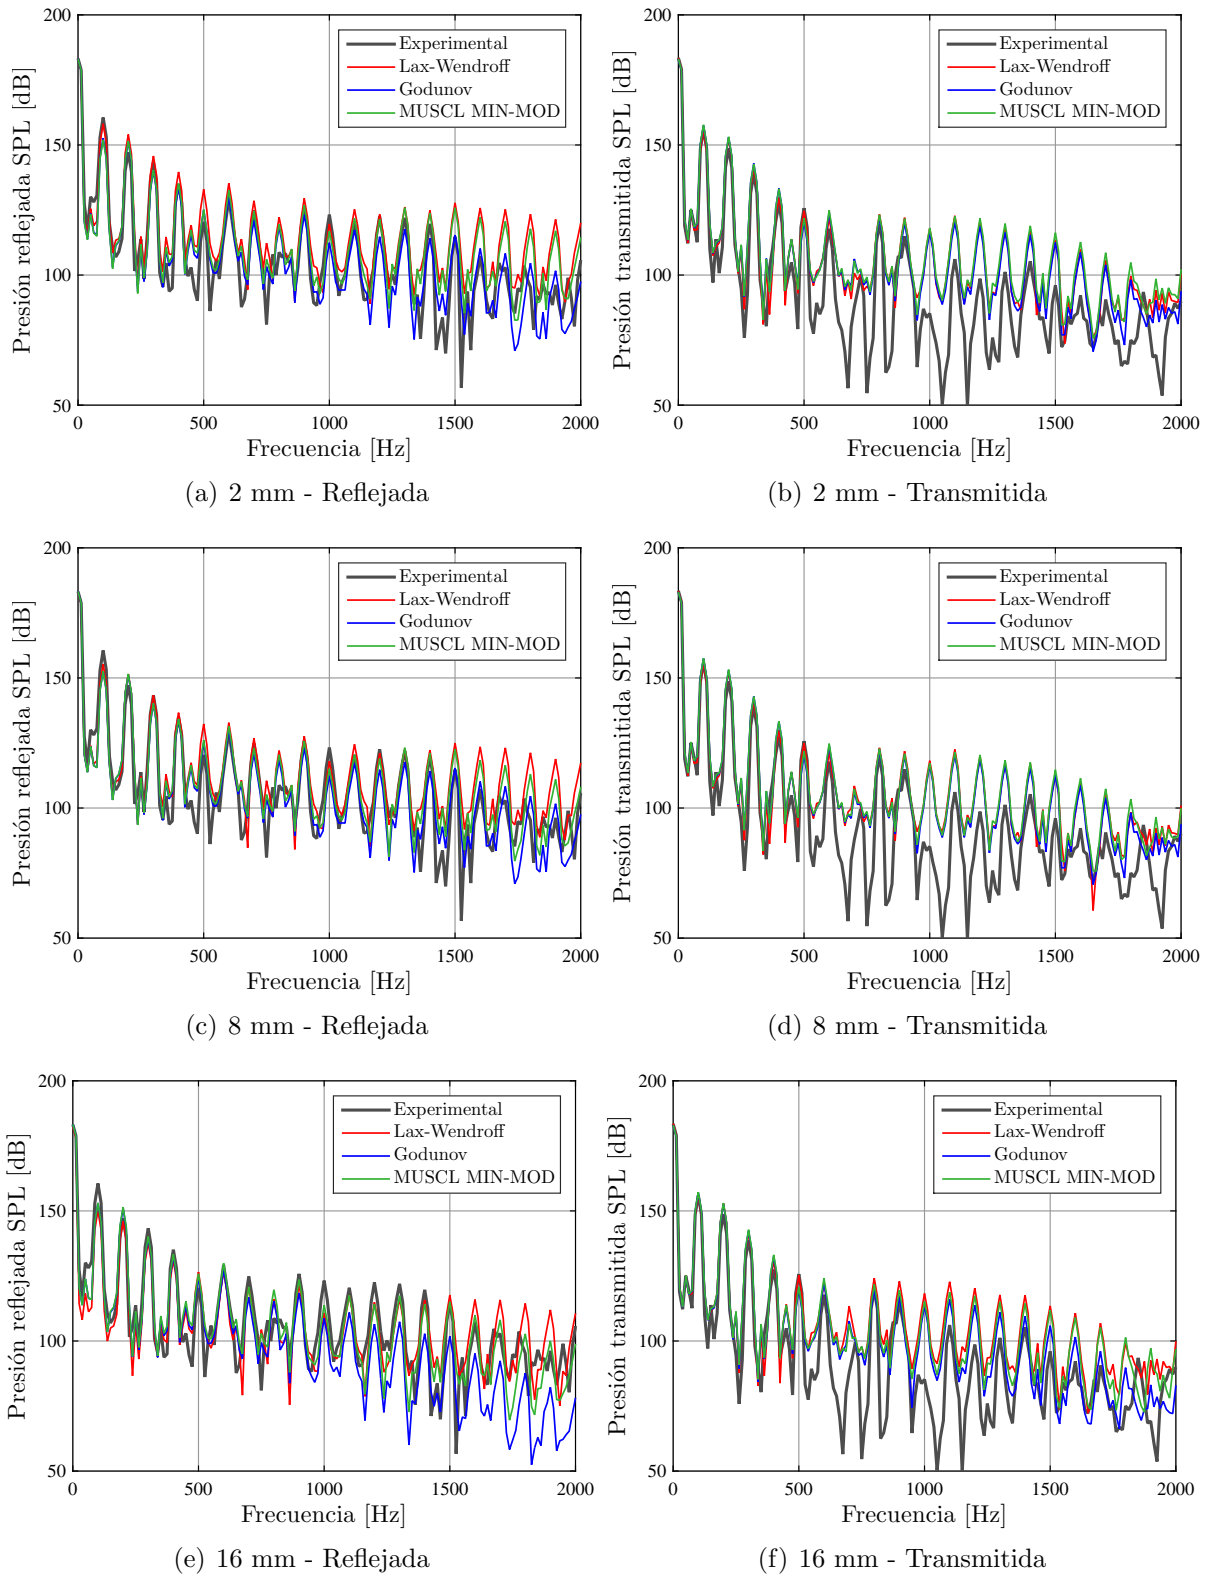 200
150
100
50
0
500
1000
1500
2000
Presión reflejada SPL [dB]
Frecuencia [Hz]
Experimental
Lax-Wendroff
Godunov
MUSCL MIN-MOD
(a) 2 mm - Reflejada
200
150
100
50
0
500
1000
1500
2000
Presión transmitida SPL [dB]
Frecuencia [Hz]
Experimental
Lax-Wendroff
Godunov
MUSCL MIN-MOD
(b) 2 mm - Transmitida
200
150
100
50
0
500
1000
1500
2000
Presión reflejada SPL [dB]
Frecuencia [Hz]
Experimental
Lax-Wendroff
Godunov
MUSCL MIN-MOD
(c) 8 mm - Reflejada
200
150
100
50
0
500
1000
1500
2000
Presión transmitida SPL [dB]
Frecuencia [Hz]
Experimental
Lax-Wendroff
Godunov
MUSCL MIN-MOD
(d) 8 mm - Transmitida
200
150
100
50
0
500
1000
1500
2000
Presión reflejada SPL [dB]
Frecuencia [Hz]
Experimental
Lax-Wendroff
Godunov
MUSCL MIN-MOD
(e) 16 mm - Reflejada
200
150
100
50
0
500
1000
1500
2000
Presión transmitida SPL [dB]
Frecuencia [Hz]
Experimental
Lax-Wendroff
Godunov
MUSCL MIN-MOD
(f) 16 mm - Transmitida